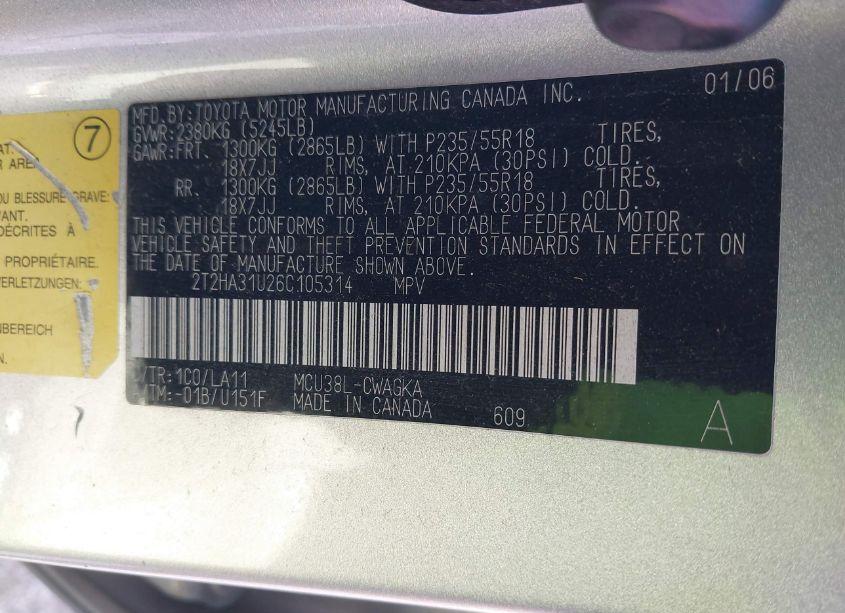 7
AT.
R AREA
OU BLESSURE GRAVE:
VANT.
DÉCRITES À
PROPRIÉTAIRE.
VERLETZUNGEN:
NBEREICH
EN.
MFD. BY:TOYOTA MOTOR MANUFACTURING CANADA INC. 01/06
GVWR:2380KG (5245LB)
GAWR:FRT. 1300KG (2865LB) WITH P235/55R18 TIRES,
18X7JJ RIMS, AT 210KPA (30PSI) COLD.
RR. 1300KG (2865LB) WITH P235/55R18 TIRES,
18X7JJ RIMS, AT 210KPA (30PSI) COLD.
THIS VEHICLE CONFORMS TO ALL APPLICABLE FEDERAL MOTOR
VEHICLE SAFETY AND THEFT PREVENTION STANDARDS IN EFFECT ON
THE DATE OF MANUFACTURE SHOWN ABOVE.
2T2HA31U26C105314 MPV
/TR:1C0/LA11 MCU38L-CWAGKA
TM:-01B/U151F MADE IN CANADA 609 A